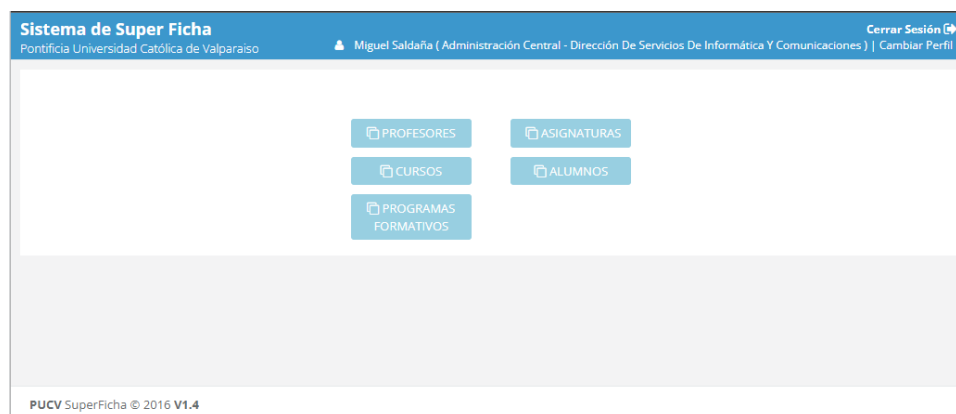 Sistema de Super Ficha
Cerrar Sesión
Pontificia Universidad Católica de Valparaiso
Miguel Saldaña ( Administración Central - Dirección De Servicios De Informática Y Comunicaciones ) | Cambiar Perfil
PROFESORES
ASIGNATURAS
CURSOS
ALUMNOS
PROGRAMAS
FORMATIVOS
PUCV SuperFicha © 2016 V1.4